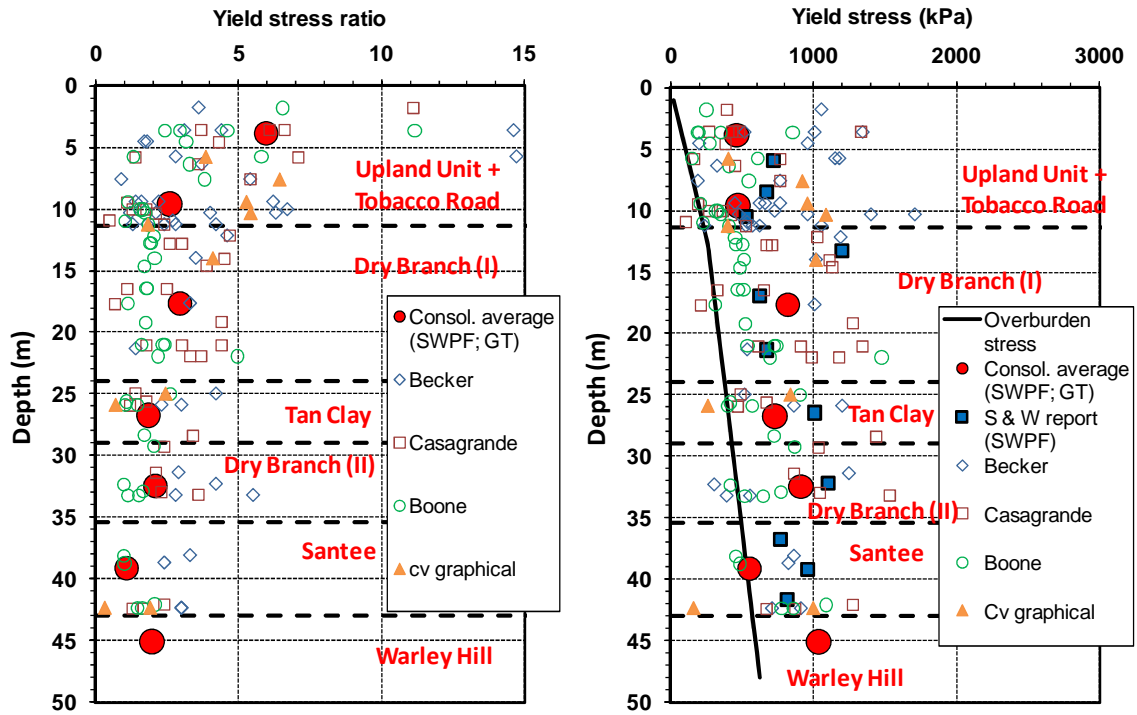 Yield stress ratio
0 5 10 15
Depth (m)
0
5
10
15
20
25
30
35
40
45
50
Upland Unit +
Tobacco Road
Dry Branch (I)
Consol. average
(SWPF; GT)
Becker
Casagrande
Boone
cv graphical
Tan Clay
Dry Branch (II)
Santee
Warley Hill
Yield stress (kPa)
0 1000 2000 3000
Depth (m)
0
5
10
15
20
25
30
35
40
45
50
Upland Unit +
Tobacco Road
Dry Branch (I)
Overburden
stress
Consol. average
(SWPF; GT)
S & W report
(SWPF)
Becker
Casagrande
Boone
Cv graphical
Tan Clay
Dry Branch (II)
Santee
Warley Hill